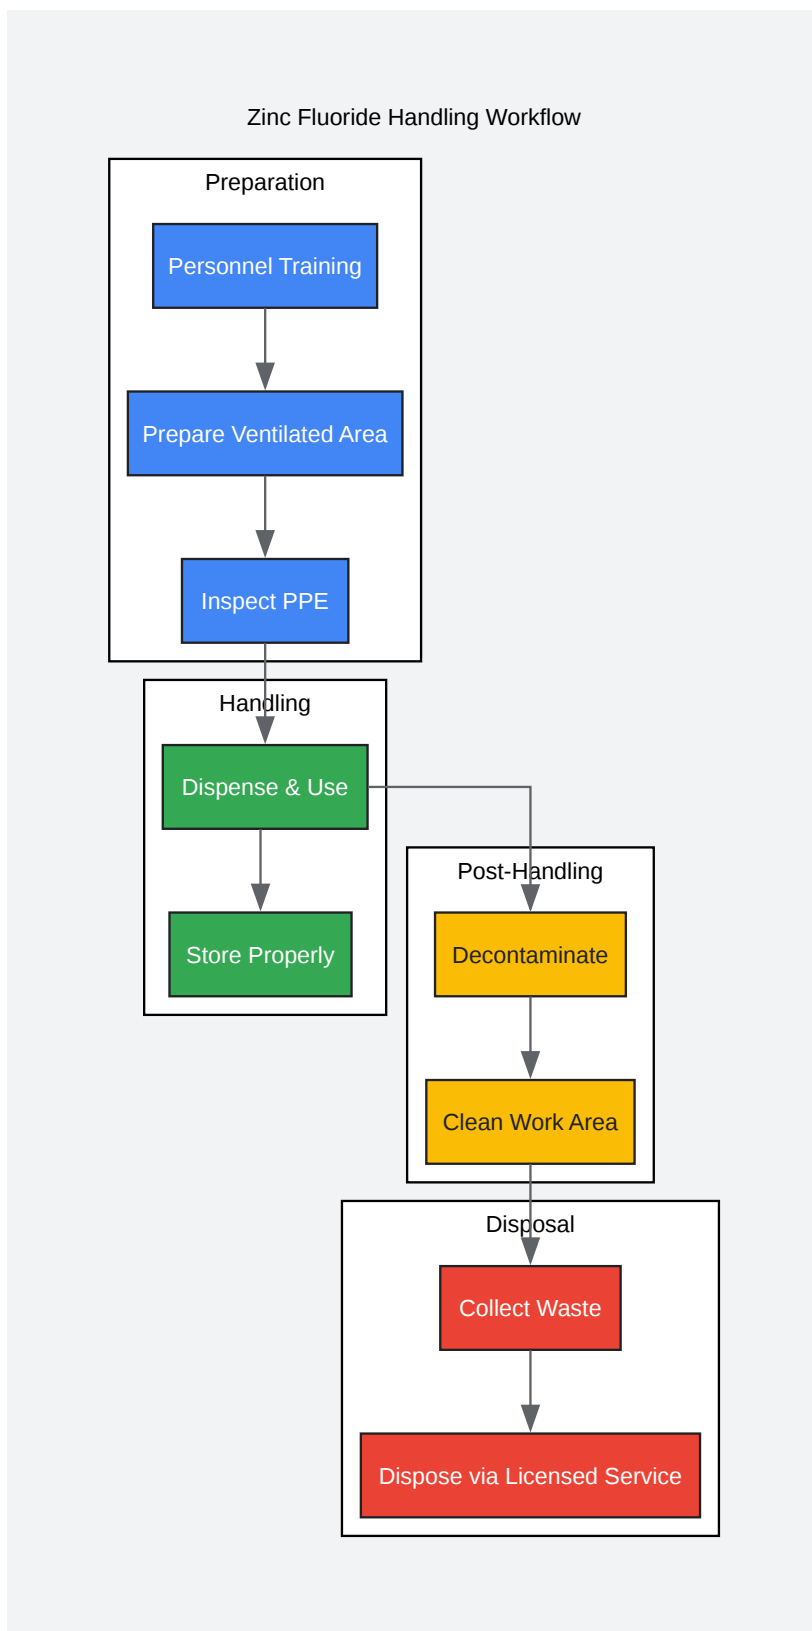 Zinc Fluoride Handling Workflow
Preparation
Personnel Training
Prepare Ventilated Area
Inspect PPE
Handling
Dispense & Use
Store Properly
Post-Handling
Decontaminate
Clean Work Area
Disposal
Collect Waste
Dispose via Licensed Service